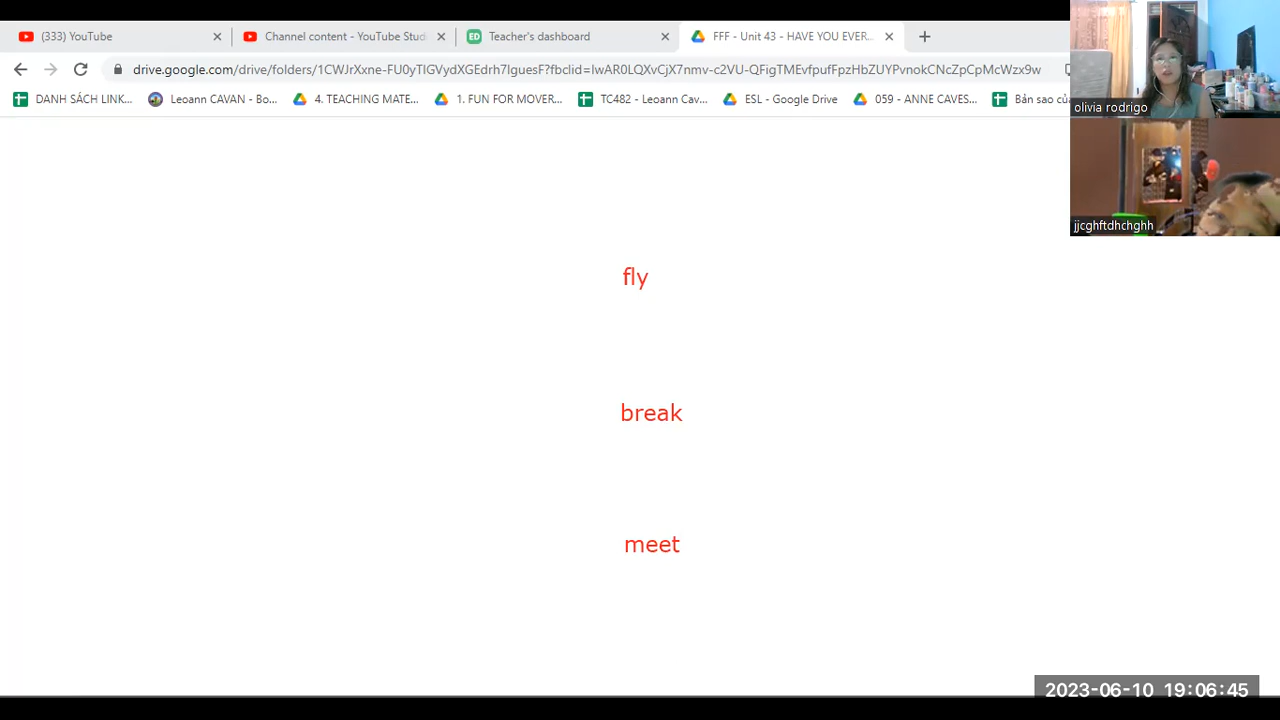 (333) YouTube
Channel content - YouTube Stud
ED Teacher's dashboard
FFF - Unit 43 - HAVE YOU EVER...
drive.google.com/drive/folders/1CWJrXxne-FU0yTIGVydXGEdrh7lguesF?fbclid=IwAR0LQXvCjX7nmv-c2VU-QFigTMEvfpufFpzHbZUYPvnokCNcZpCpMcWzx9w
DANH SÁCH LINK...
Leoann CAVAN - Bo...
4. TEACHING MATE...
1. FUN FOR MOVER...
TC482 - Leoann Cav...
ESL - Google Drive
059 - ANNE CAVES...
Bản sao của
olivia rodrigo
jjcghftdhchghh
fly
break
meet
2023-06-10 19:06:45